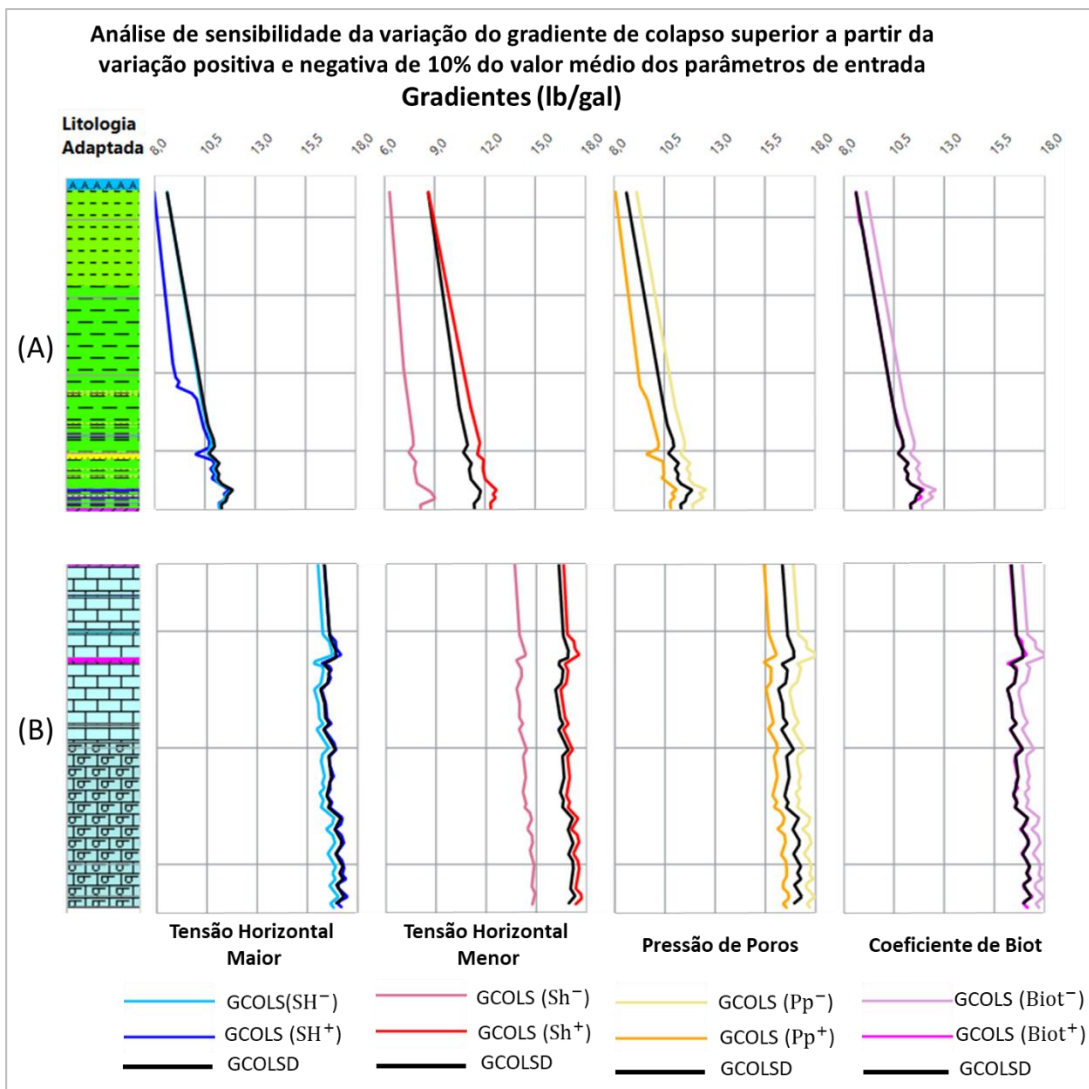 Análise de sensibilidade da variação do gradiente de colapso superior a partir da
variação positiva e negativa de 10% do valor médio dos parâmetros de entrada
Gradientes (lb/gal)
Litologia
Adaptada
8,0 10,5 13,0 15,5 18,0
6,0 9,0 12,0 15,0 18,0
8,0 10,5 13,0 15,5 18,0
8,0 10,5 13,0 15,5 18,0
A A A A A A
(A)
(B)
Tensão Horizontal
Maior
Tensão Horizontal
Menor
Pressão de Poros
Coeficiente de Biot
GCOLS(SH⁻)
GCOLS (SH⁺)
GCOLSD
GCOLS (Sh⁻)
GCOLS (Sh⁺)
GCOLSD
GCOLS (Pp⁻)
GCOLS (Pp⁺)
GCOLSD
GCOLS (Biot⁻)
GCOLS (Biot⁺)
GCOLSD